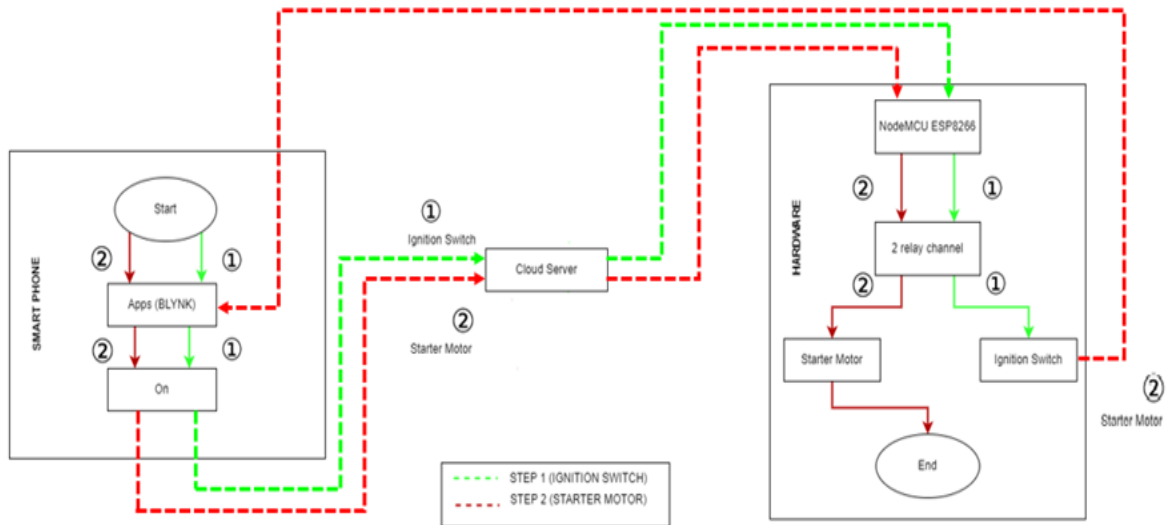 NodeMCU ESP8266
②
①
Start
①
Ignition Switch
2 relay channel
HARDWARE
②
①
Cloud Server
②
①
Apps (BLYNK)
SMART PHONE
②
Starter Motor
②
①
Starter Motor
Ignition Switch
On
②
Starter Motor
End
STEP 1 (IGNITION SWITCH)
STEP 2 (STARTER MOTOR)